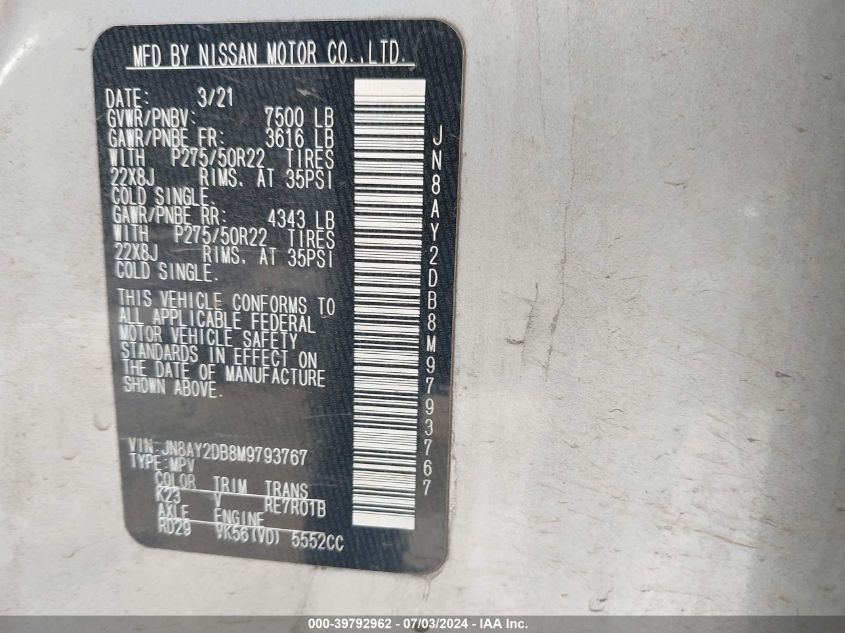 MFD BY NISSAN MOTOR CO.,LTD.
DATE: 3/21
GVWR/PNBV: 7500 LB
GAWR/PNBE FR: 3616 LB
WITH P275/50R22 TIRES
22X8J RIMS, AT 35PSI
COLD SINGLE.
GAWR/PNBE RR: 4343 LB
WITH P275/50R22 TIRES
22X8J RIMS, AT 35PSI
COLD SINGLE.
THIS VEHICLE CONFORMS TO
ALL APPLICABLE FEDERAL
MOTOR VEHICLE SAFETY
STANDARDS IN EFFECT ON
THE DATE OF MANUFACTURE
SHOWN ABOVE.
VIN: JN8AY2DB8M9793767
TYPE: MPV
COLOR TRIM TRANS
K23 V RE7R01B
AXLE ENGINE
RD29 VK56(VD) 5552CC
JN8AY2DB8M9793767
000-39792962 - 07/03/2024 - IAA Inc.